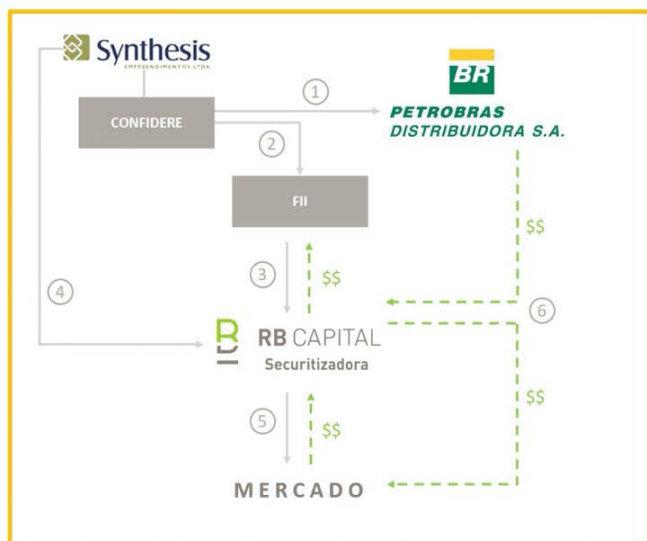 Synthesis
EMPREENDIMENTOS LTDA.
BR
PETROBRAS
DISTRIBUIDORA S.A.
1
CONFIDERE
2
FII
$$
3
$$
4
6
RB CAPITAL
Securitizadora
$$
5
$$
MERCADO